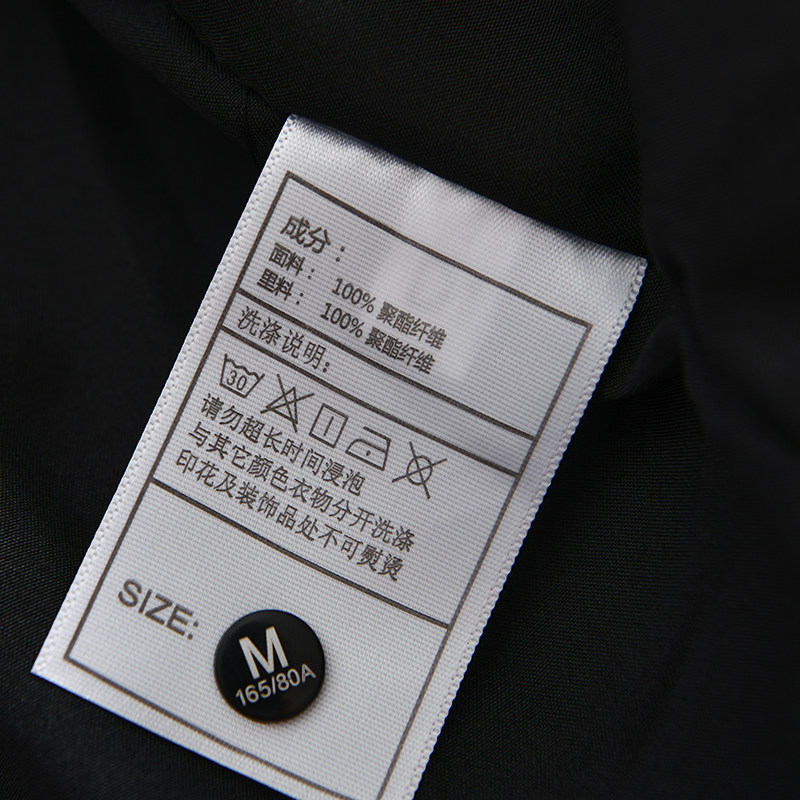 成分：
面料： 100% 聚酯纤维
里料： 100% 聚酯纤维
洗涤说明:
30
请勿超长时间浸泡
与其它颜色衣物分开洗涤
印花及装饰品处不可熨烫
SIZE:
M
165/80A